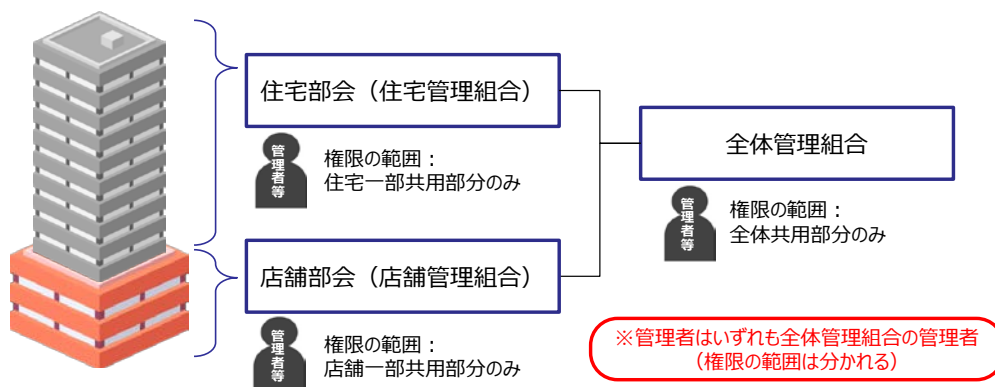 住宅部会（住宅管理組合）
管理者等
権限の範囲：
住宅一部共用部分のみ
全体管理組合
管理者等
権限の範囲：
全体共用部分のみ
店舗部会（店舗管理組合）
管理者等
権限の範囲：
店舗一部共用部分のみ
※管理者はいずれも全体管理組合の管理者
（権限の範囲は分かれる）